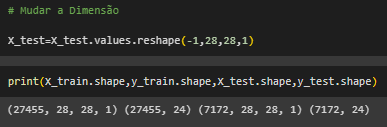 # Mudar a Dimensão
X_test=X_test.values.reshape(-1,28,28,1)
print(X_train.shape,y_train.shape,X_test.shape,y_test.shape)
(27455, 28, 28, 1) (27455, 24) (7172, 28, 28, 1) (7172, 24)